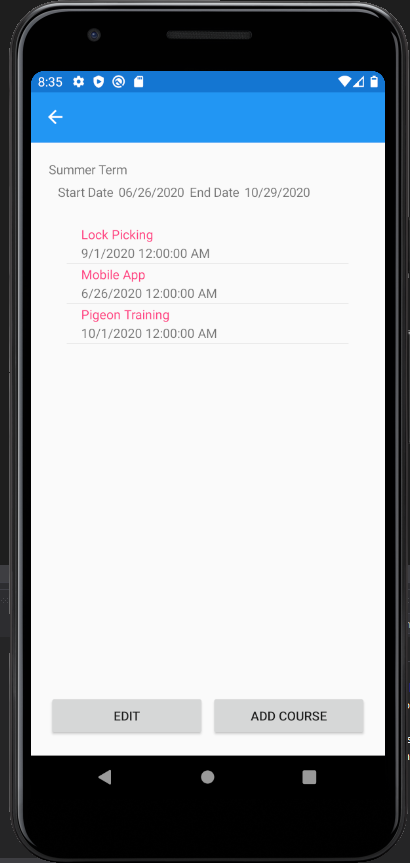 8:35
Summer Term
Start Date 06/26/2020 End Date 10/29/2020
Lock Picking
9/1/2020 12:00:00 AM
Mobile App
6/26/2020 12:00:00 AM
Pigeon Training
10/1/2020 12:00:00 AM
EDIT ADD COURSE